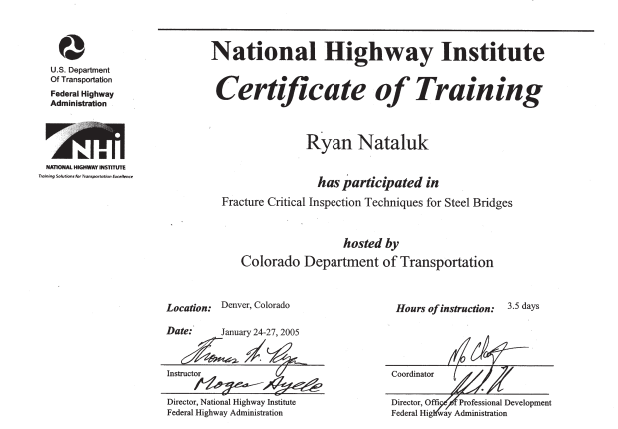 U.S. Department
Of Transportation
Federal Highway
Administration
NHI
NATIONAL HIGHWAY INSTITUTE
Training Solutions for Transportation Excellence
National Highway Institute
Certificate of Training
Ryan Nataluk
has participated in
Fracture Critical Inspection Techniques for Steel Bridges
hosted by
Colorado Department of Transportation
Location: Denver, Colorado
Hours of instruction: 3.5 days
Date: January 24-27, 2005
Thomas W. Ryan
Instructor
Coordinator
Moges Ayele
Director, National Highway Institute
Federal Highway Administration
Director, Office of Professional Development
Federal Highway Administration